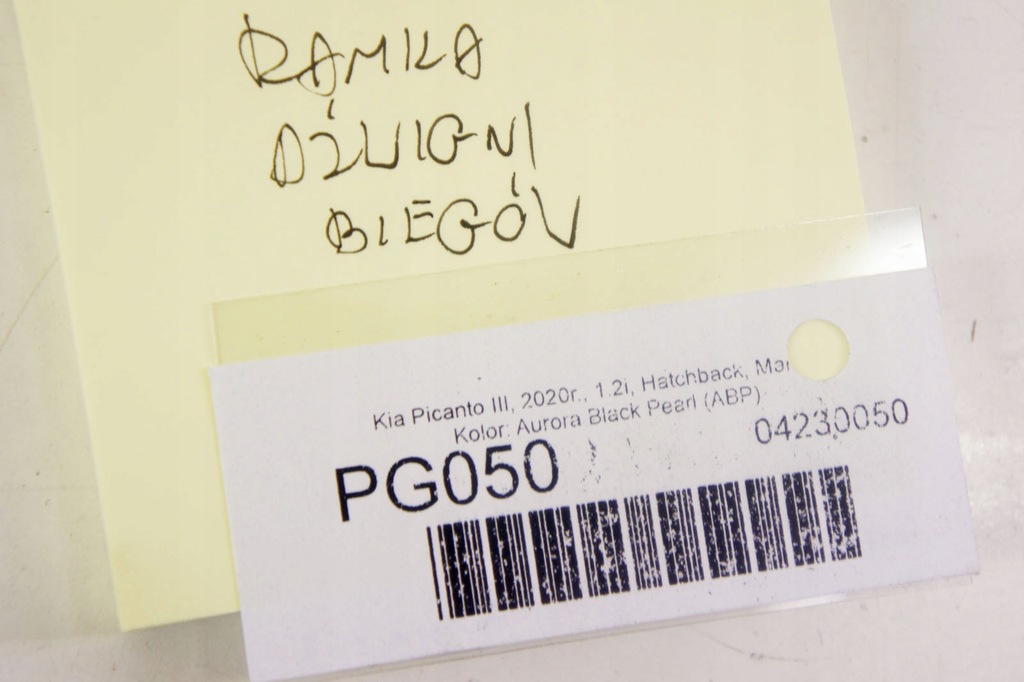 RAMKA
DŹWIGNI
BIEGÓW
Kia Picanto III, 2020r., 1.2i, Hatchback,
Kolor: Aurora Black Pearl (ABP)
04230050
PG050